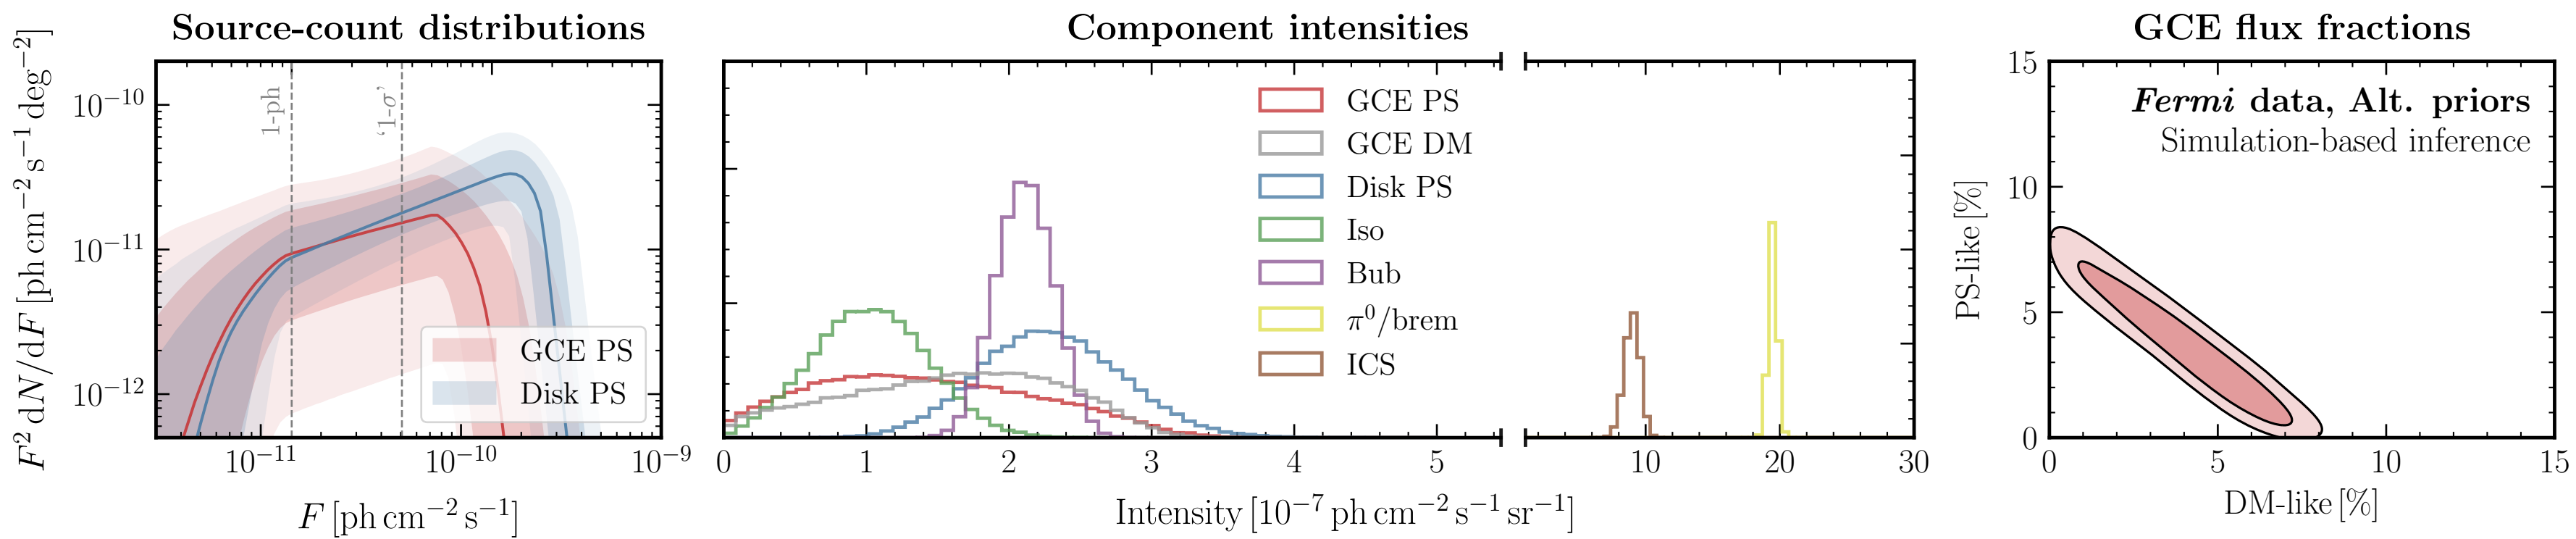 Source-count distributions
F² dN/dF [ph cm⁻² s⁻¹ deg⁻²]
10⁻¹⁰
10⁻¹¹
10⁻¹²
1-ph
‘1-σ’
GCE PS
Disk PS
10⁻¹¹
10⁻¹⁰
10⁻⁹
F [ph cm⁻² s⁻¹]
Component intensities
GCE PS
GCE DM
Disk PS
Iso
Bub
π⁰/brem
ICS
0 1 2 3 4 5 10 20 30
Intensity [10⁻⁷ ph cm⁻² s⁻¹ sr⁻¹]
GCE flux fractions
Fermi data, Alt. priors
Simulation-based inference
PS-like [%]
15
10
5
0
0 5 10 15
DM-like [%]